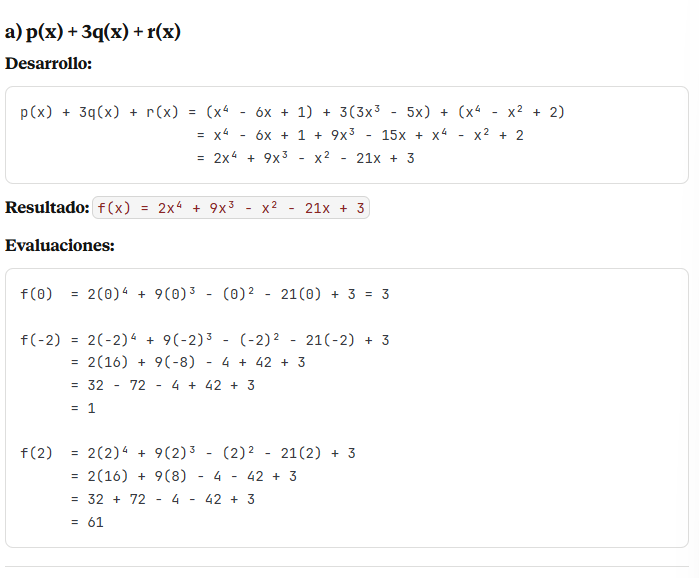 a) p(x) + 3q(x) + r(x)
Desarrollo:
p(x) + 3q(x) + r(x) = (x⁴ - 6x + 1) + 3(3x³ - 5x) + (x⁴ - x² + 2)
= x⁴ - 6x + 1 + 9x³ - 15x + x⁴ - x² + 2
= 2x⁴ + 9x³ - x² - 21x + 3
Resultado: f(x) = 2x⁴ + 9x³ - x² - 21x + 3
Evaluaciones:
f(0) = 2(0)⁴ + 9(0)³ - (0)² - 21(0) + 3 = 3
f(-2) = 2(-2)⁴ + 9(-2)³ - (-2)² - 21(-2) + 3
= 2(16) + 9(-8) - 4 + 42 + 3
= 32 - 72 - 4 + 42 + 3
= 1
f(2) = 2(2)⁴ + 9(2)³ - (2)² - 21(2) + 3
= 2(16) + 9(8) - 4 - 42 + 3
= 32 + 72 - 4 - 42 + 3
= 61